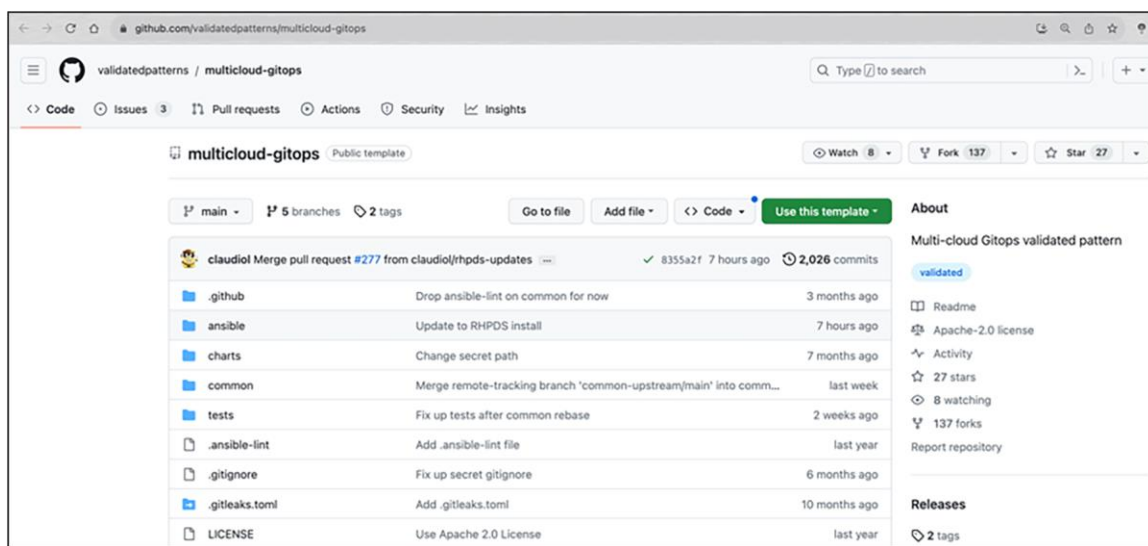 github.com/validatedpatterns/multicloud-gitops
validatedpatterns / multicloud-gitops
Type / to search
Code
Issues 3
Pull requests
Actions
Security
Insights
multicloud-gitops Public template
Watch 8
Fork 137
Star 27
main
5 branches
2 tags
Go to file
Add file
Code
Use this template
claudiol Merge pull request #277 from claudiol/rhpds-updates ... 8355a2f 7 hours ago 2,026 commits
.github Drop ansible-lint on common for now 3 months ago
ansible Update to RHPDS install 7 hours ago
charts Change secret path 7 months ago
common Merge remote-tracking branch 'common-upstream/main' into comm... last week
tests Fix up tests after common rebase 2 weeks ago
.ansible-lint Add .ansible-lint file last year
.gitignore Fix up secret gitignore 6 months ago
.gitleaks.toml Add .gitleaks.toml 10 months ago
LICENSE Use Apache 2.0 License last year
About
Multi-cloud Gitops validated pattern
validated
Readme
Apache-2.0 license
Activity
27 stars
8 watching
137 forks
Report repository
Releases
2 tags